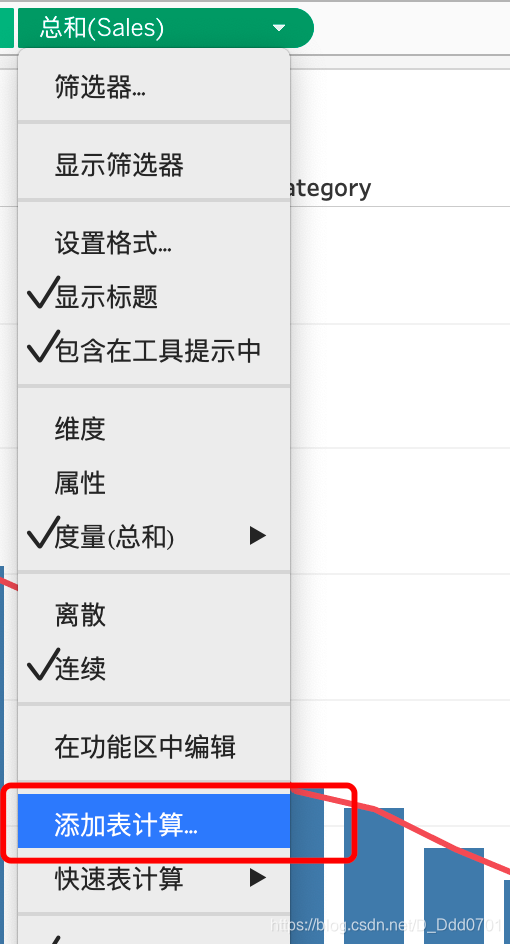 总和(Sales)
筛选器...
显示筛选器
ategory
设置格式...
显示标题
包含在工具提示中
维度
属性
度量(总和)
离散
连续
在功能区中编辑
添加表计算...
快速表计算
https://blog.csdn.net/D_Ddd0701